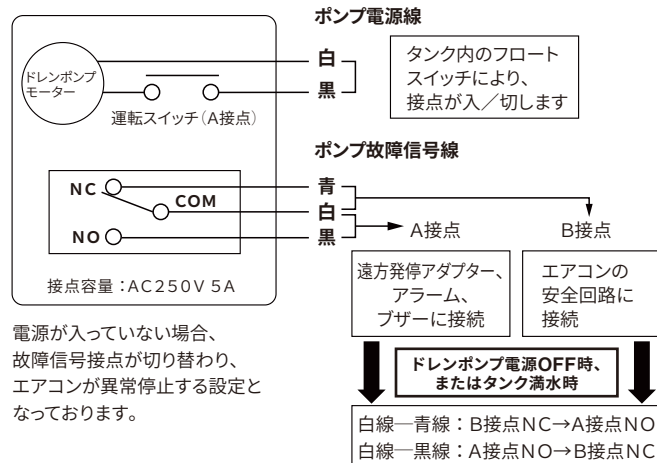 ポンプ電源線
ドレンポンプ
モーター
運転スイッチ（A接点）
白
黒
タンク内のフロート
スイッチにより、
接点が入／切します
ポンプ故障信号線
NC
COM
NO
接点容量：AC250V 5A
青
白
黒
A接点
B接点
遠方発停アダプター、
アラーム、
ブザーに接続
エアコンの
安全回路に
接続
電源が入っていない場合、
故障信号接点が切り替わり、
エアコンが異常停止する設定と
なっております。
ドレンポンプ電源OFF時、
またはタンク満水時
白線―青線：B接点NC→A接点NO
白線―黒線：A接点NO→B接点NC